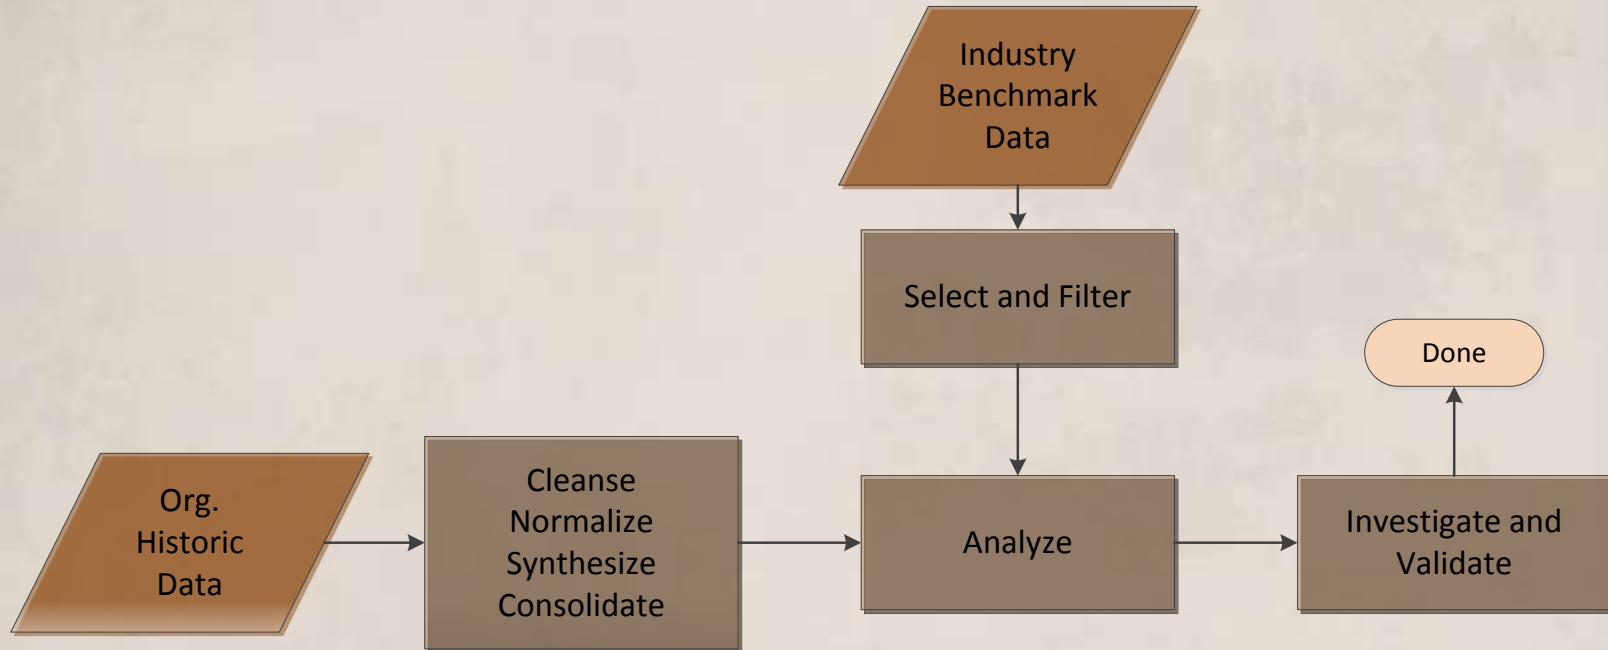 Industry
Benchmark
Data
Select and Filter
Done
Org.
Historic
Data
Cleanse
Normalize
Synthesize
Consolidate
Analyze
Investigate and
Validate